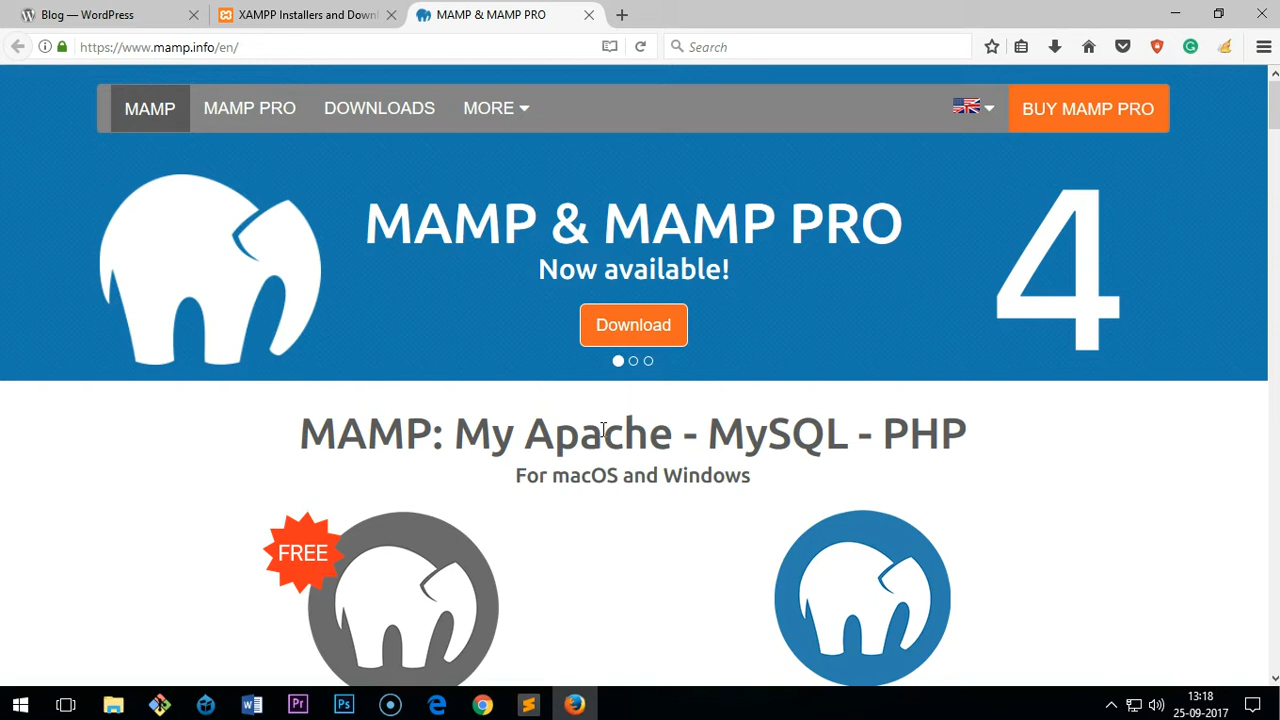 Blog — WordPress
XAMPP Installers and Downl
MAMP & MAMP PRO
https://www.mamp.info/en/
Search
MAMP
MAMP PRO
DOWNLOADS
MORE
BUY MAMP PRO
MAMP & MAMP PRO
Now available!
4
Download
MAMP: My Apache - MySQL - PHP
For macOS and Windows
FREE
W
Pr
Ps
13:18
25-09-2017